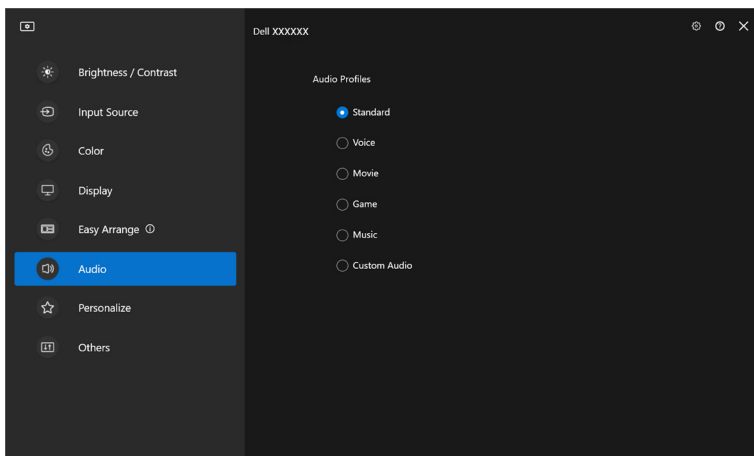 Dell XXXXXX
Brightness / Contrast
Input Source
Color
Display
Easy Arrange
Audio
Personalize
Others
Audio Profiles
Standard
Voice
Movie
Game
Music
Custom Audio